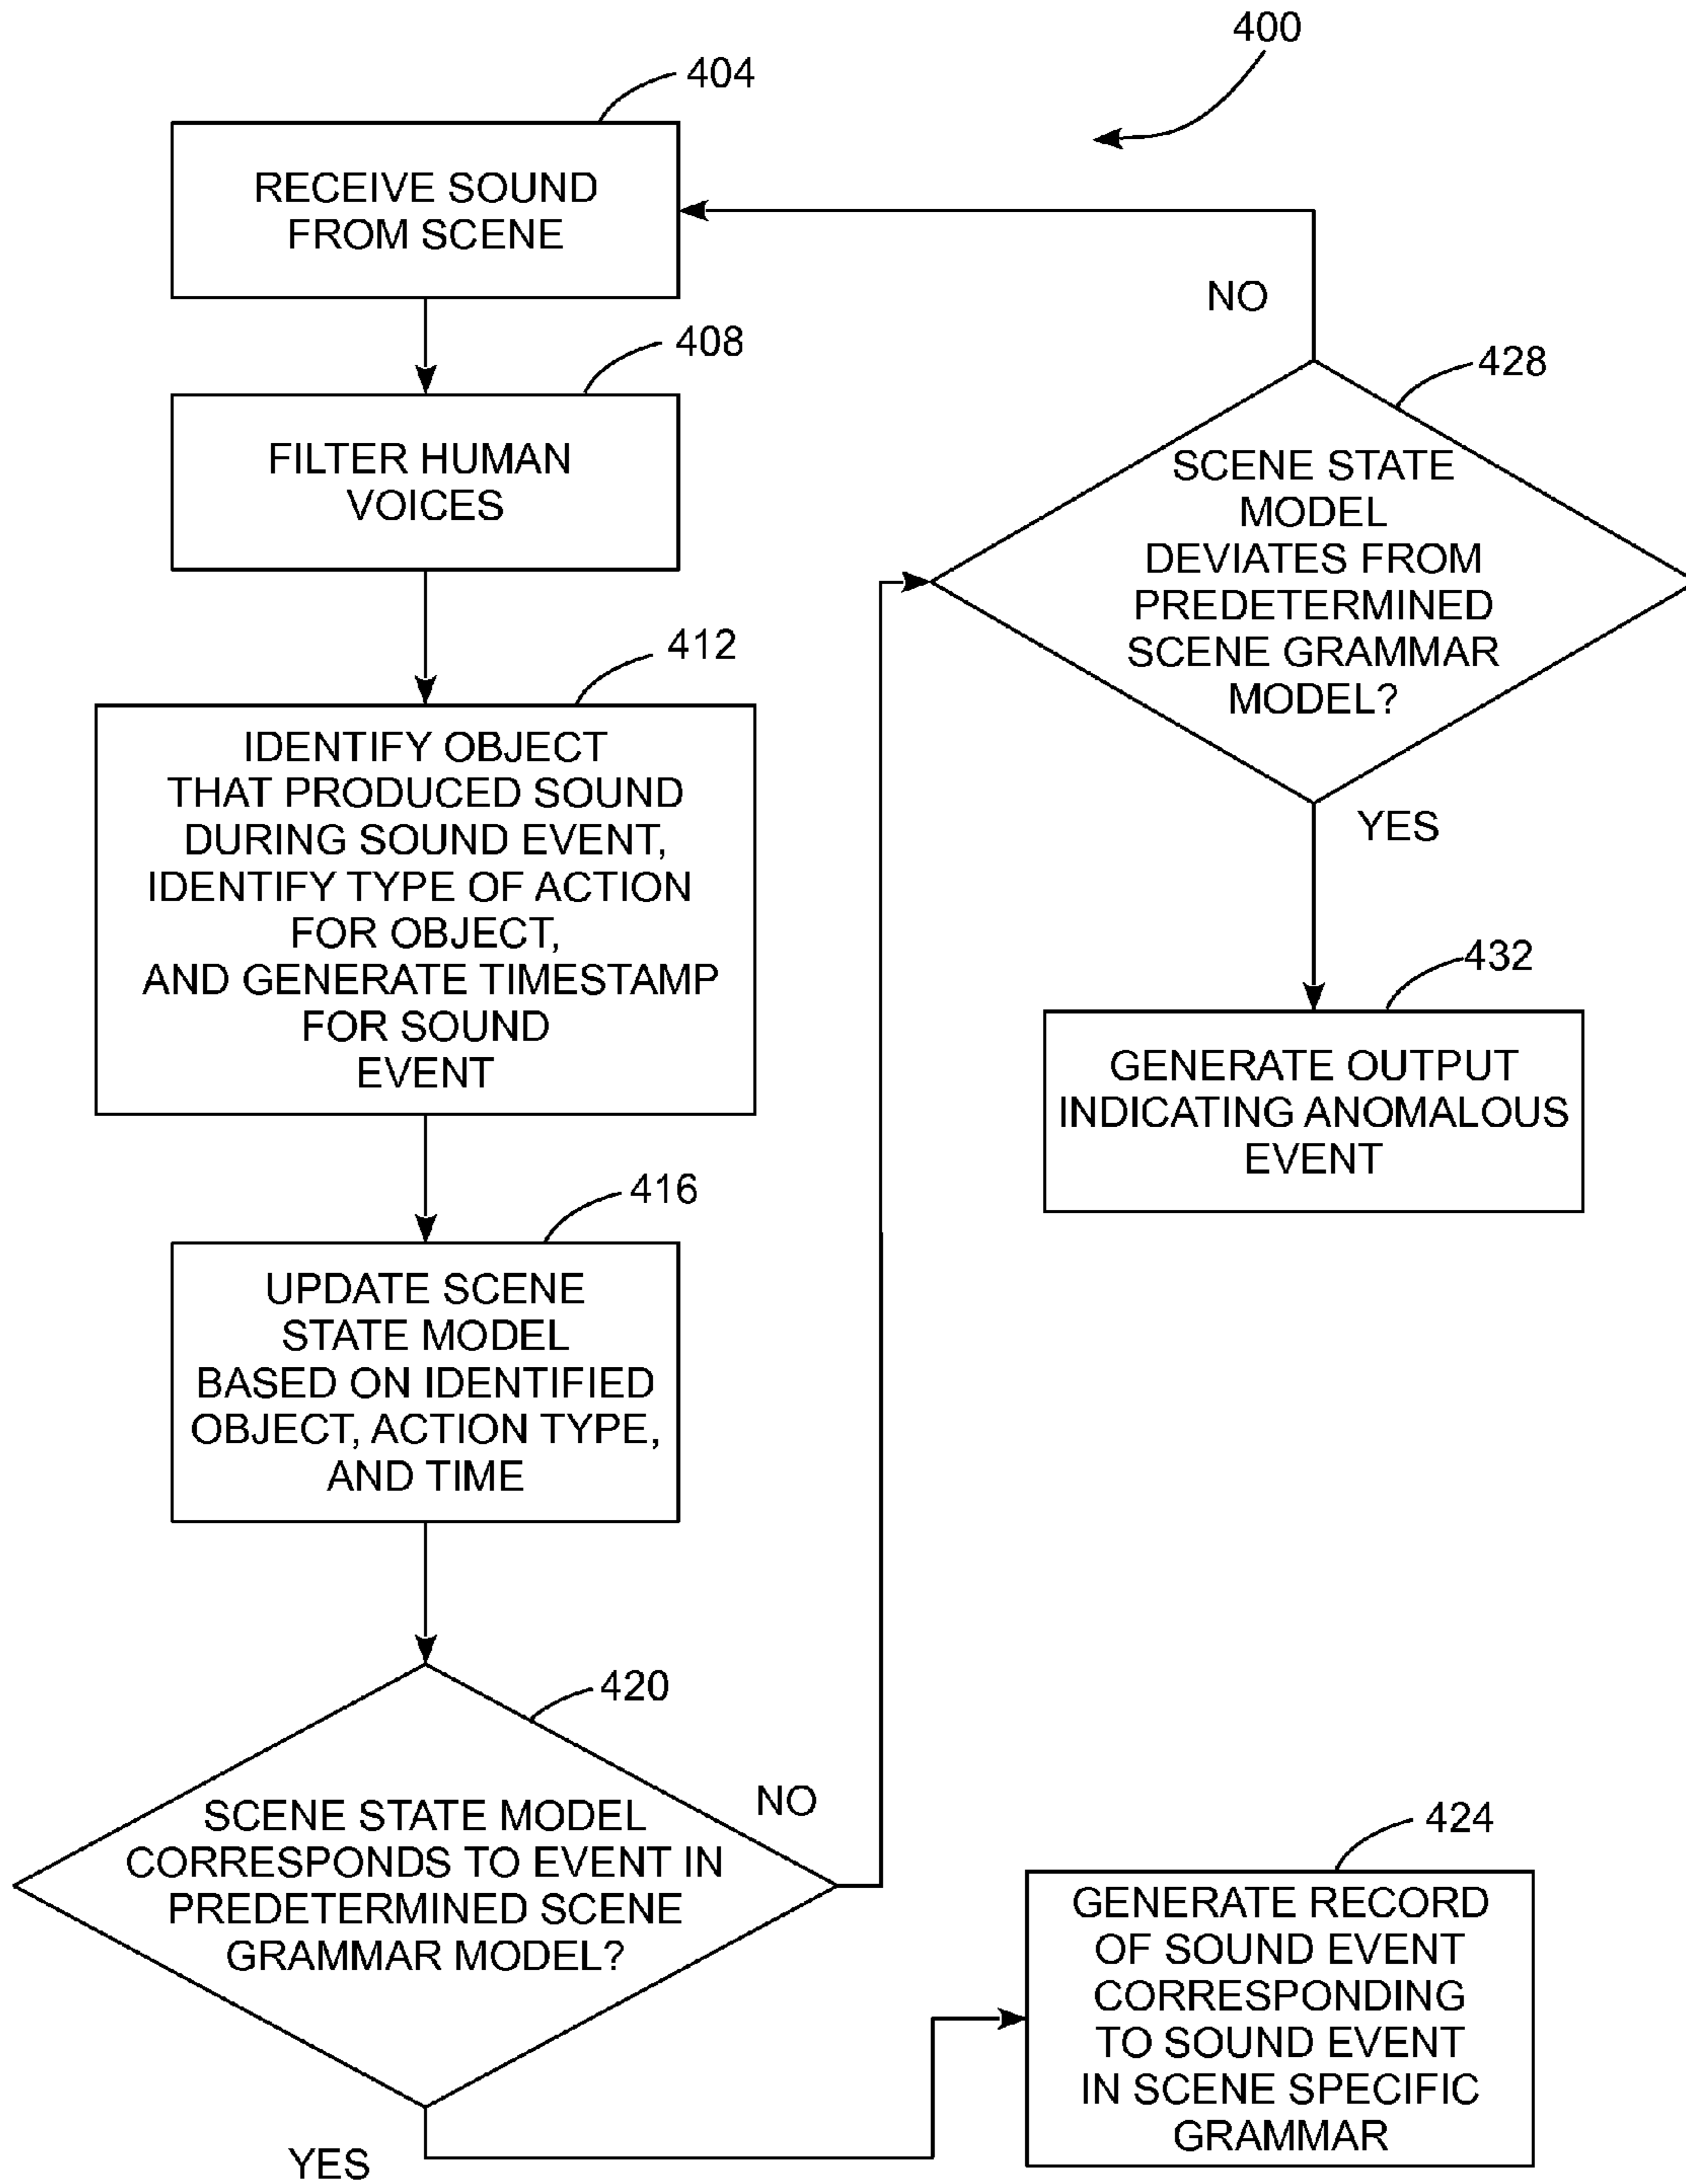 400
404
RECEIVE SOUND
FROM SCENE
408
FILTER HUMAN
VOICES
412
IDENTIFY OBJECT
THAT PRODUCED SOUND
DURING SOUND EVENT,
IDENTIFY TYPE OF ACTION
FOR OBJECT,
AND GENERATE TIMESTAMP
FOR SOUND
EVENT
416
UPDATE SCENE
STATE MODEL
BASED ON IDENTIFIED
OBJECT, ACTION TYPE,
AND TIME
420
SCENE STATE MODEL
CORRESPONDS TO EVENT IN
PREDETERMINED SCENE
GRAMMAR MODEL?
NO
YES
424
GENERATE RECORD
OF SOUND EVENT
CORRESPONDING
TO SOUND EVENT
IN SCENE SPECIFIC
GRAMMAR
428
SCENE STATE
MODEL
DEVIATES FROM
PREDETERMINED
SCENE GRAMMAR
MODEL?
NO
YES
432
GENERATE OUTPUT
INDICATING ANOMALOUS
EVENT